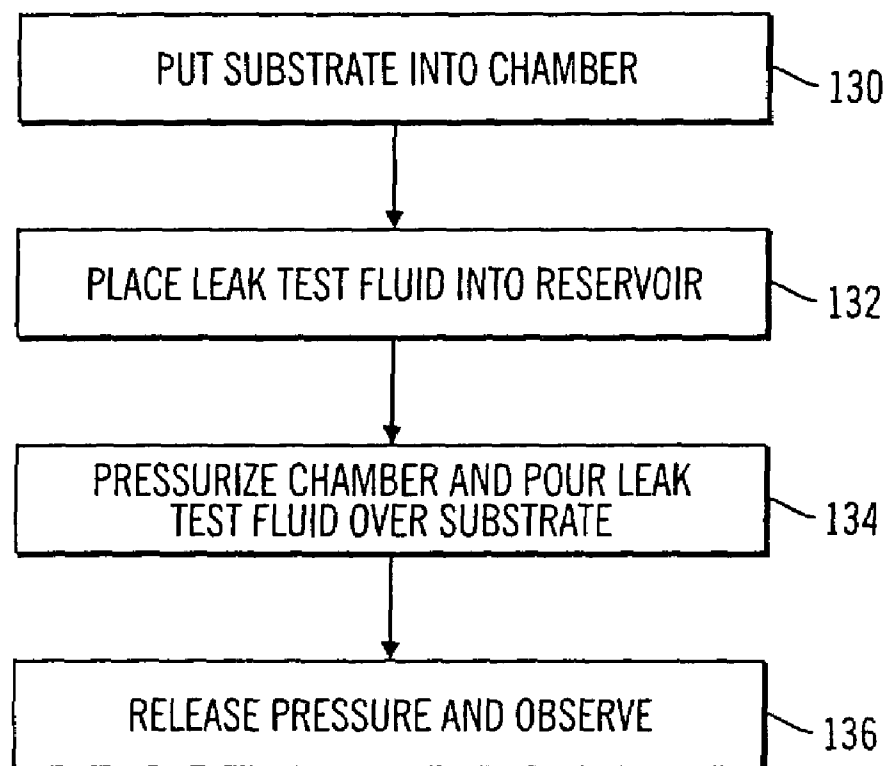 PUT SUBSTRATE INTO CHAMBER
130
PLACE LEAK TEST FLUID INTO RESERVOIR
132
PRESSURIZE CHAMBER AND POUR LEAK
TEST FLUID OVER SUBSTRATE
134
RELEASE PRESSURE AND OBSERVE
136